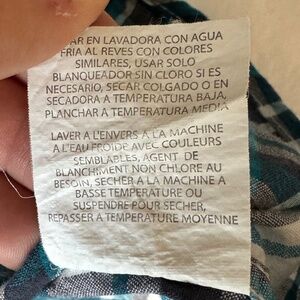 AR EN LAVADORA CON AGUA
FRIA AL REVES CON COLORES
SIMILARES, USAR SOLO
BLANQUEADOR SIN CLORO SI ES
NECESARIO, SECAR COLGADO O EN
SECADORA A TEMPERATURA BAJA,
PLANCHAR A TEMPERATURA MEDIA
LAVER A L'ENVERS A LA MACHINE
A L'EAU FROIDE AVEC COULEURS
SEMBLABLES, AGENT DE
BLANCHIMENT NON CHLORE AU
BESOIN, SECHER A LA MACHINE A
BASSE TEMPERATURE OU
SUSPENDRE POUR SECHER,
REPASSER A TEMPERATURE MOYENNE